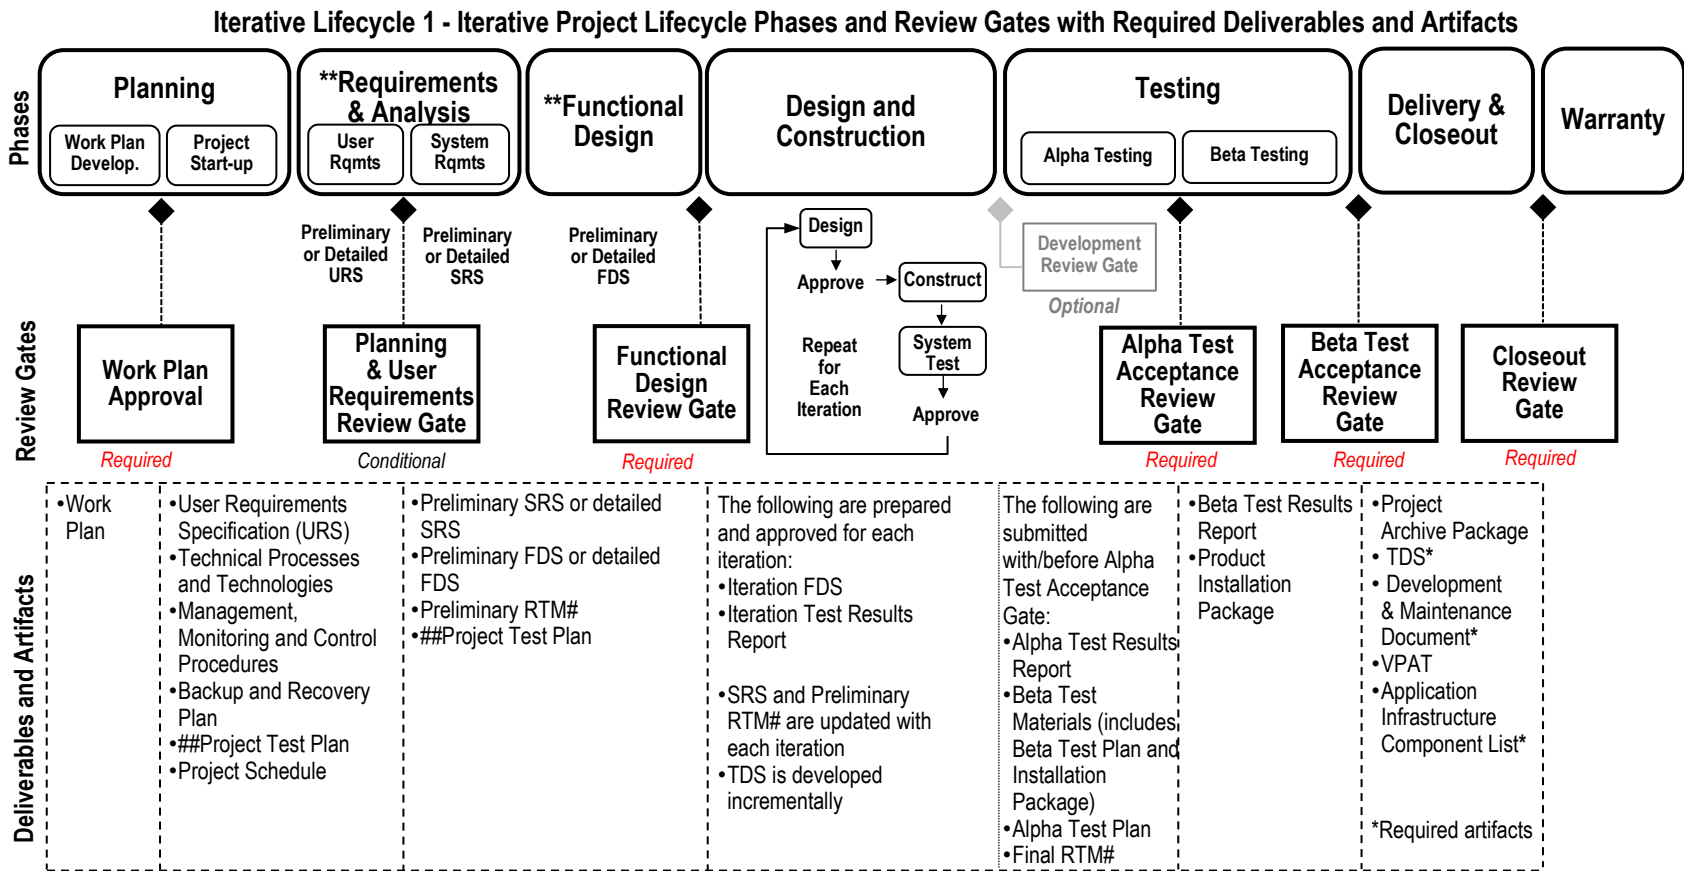 Iterative Lifecycle 1 - Iterative Project Lifecycle Phases and Review Gates with Required Deliverables and Artifacts
Phases
Planning
Work Plan
Develop.
Project
Start-up
**Requirements
& Analysis
User
Rqmts
System
Rqmts
**Functional
Design
Design and
Construction
Testing
Alpha Testing
Beta Testing
Delivery &
Closeout
Warranty
Review Gates
Preliminary
or Detailed
URS
Preliminary
or Detailed
SRS
Preliminary
or Detailed
FDS
Work Plan
Approval
Required
Planning
& User
Requirements
Review Gate
Conditional
Functional
Design
Review Gate
Required
Design
Approve
Construct
System
Test
Approve
Repeat
for
Each
Iteration
Development
Review Gate
Optional
Alpha Test
Acceptance
Review
Gate
Required
Beta Test
Acceptance
Review
Gate
Required
Closeout
Review
Gate
Required
Deliverables and Artifacts
•Work
Plan
•User Requirements
Specification (URS)
•Technical Processes
and Technologies
•Management,
Monitoring and Control
Procedures
•Backup and Recovery
Plan
•##Project Test Plan
•Project Schedule
•Preliminary SRS or detailed
SRS
•Preliminary FDS or detailed
FDS
•Preliminary RTM#
•##Project Test Plan
The following are prepared
and approved for each
iteration:
•Iteration FDS
•Iteration Test Results
Report
•SRS and Preliminary
RTM# are updated with
each iteration
•TDS is developed
incrementally
The following are
submitted
with/before Alpha
Test Acceptance
Gate:
•Alpha Test Results
Report
•Beta Test
Materials (includes
Beta Test Plan and
Installation
Package)
•Alpha Test Plan
•Final RTM#
•Beta Test Results
Report
•Product
Installation
Package
•Project
Archive Package
• TDS*
• Development
& Maintenance
Document*
•VPAT
•Application
Infrastructure
Component List*
*Required artifacts